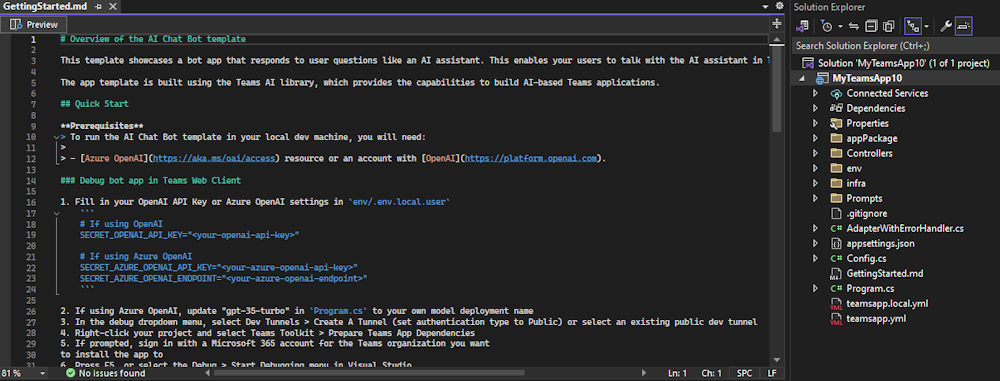 GettingStarted.md
Preview
1 # Overview of the AI Chat Bot template
2
3 This template showcases a bot app that responds to user questions like an AI assistant. This enables your users to talk with the AI assistant in
4
5 The app template is built using the Teams AI library, which provides the capabilities to build AI-based Teams applications.
6
7 ## Quick Start
8
9 **Prerequisites**
10 > To run the AI Chat Bot template in your local dev machine, you will need:
11 >
12 > - [Azure OpenAI](https://aka.ms/oai/access) resource or an account with [OpenAI](https://platform.openai.com).
13
14 ### Debug bot app in Teams Web Client
15
16 1. Fill in your OpenAI API Key or Azure OpenAI settings in `env/.env.local.user`
17 ```
18 # If using OpenAI
19 SECRET_OPENAI_API_KEY="<your-openai-api-key>"
20
21 # If using Azure OpenAI
22 SECRET_AZURE_OPENAI_API_KEY="<your-azure-openai-api-key>"
23 SECRET_AZURE_OPENAI_ENDPOINT="<your-azure-openai-endpoint>"
24 ```
25
26 2. If using Azure OpenAI, update "gpt-35-turbo" in `Program.cs` to your own model deployment name
27 3. In the debug dropdown menu, select Dev Tunnels > Create A Tunnel (set authentication type to Public) or select an existing public dev tunnel
28 4. Right-click your project and select Teams Toolkit > Prepare Teams App Dependencies
29 5. If prompted, sign in with a Microsoft 365 account for the Teams organization you want
30 to install the app to
31 6. Press F5, or select the Debug > Start Debugging menu in Visual Studio
81 %
No issues found
Ln: 1
Ch: 1
SPC
LF
Solution Explorer
Search Solution Explorer (Ctrl+;)
Solution 'MyTeamsApp10' (1 of 1 project)
MyTeamsApp10
Connected Services
Dependencies
Properties
appPackage
Controllers
env
infra
Prompts
.gitignore
C# AdapterWithErrorHandler.cs
appsettings.json
C# Config.cs
GettingStarted.md
C# Program.cs
YML teamsapp.local.yml
YML teamsapp.yml